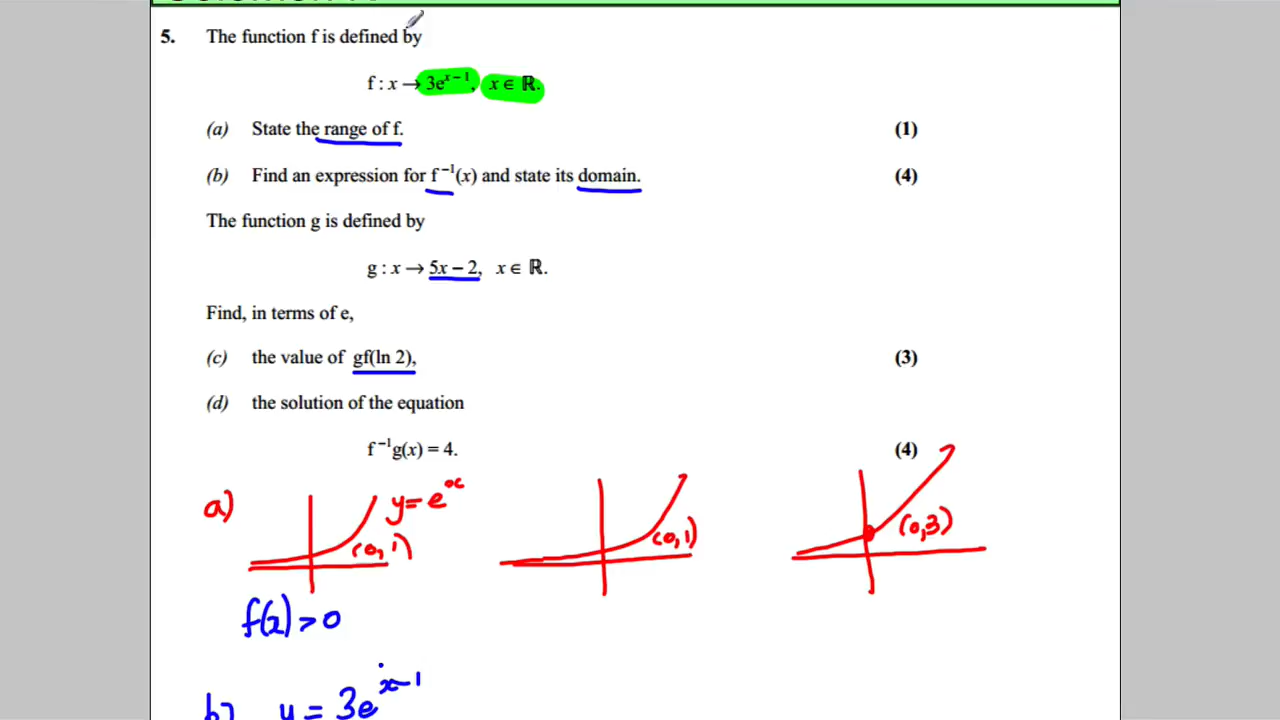 5. The function f is defined by
f : x → 3e^{x−1}, x ∈ ℝ.
(a) State the range of f. (1)
(b) Find an expression for f⁻¹(x) and state its domain. (4)
The function g is defined by
g : x → 5x − 2, x ∈ ℝ.
Find, in terms of e,
(c) the value of gf(ln 2), (3)
(d) the solution of the equation
f⁻¹g(x) = 4. (4)
a) y=e^x
(0,1) (0,1) (0,3)
f(x) > 0
b) y = 3e^{x-1}